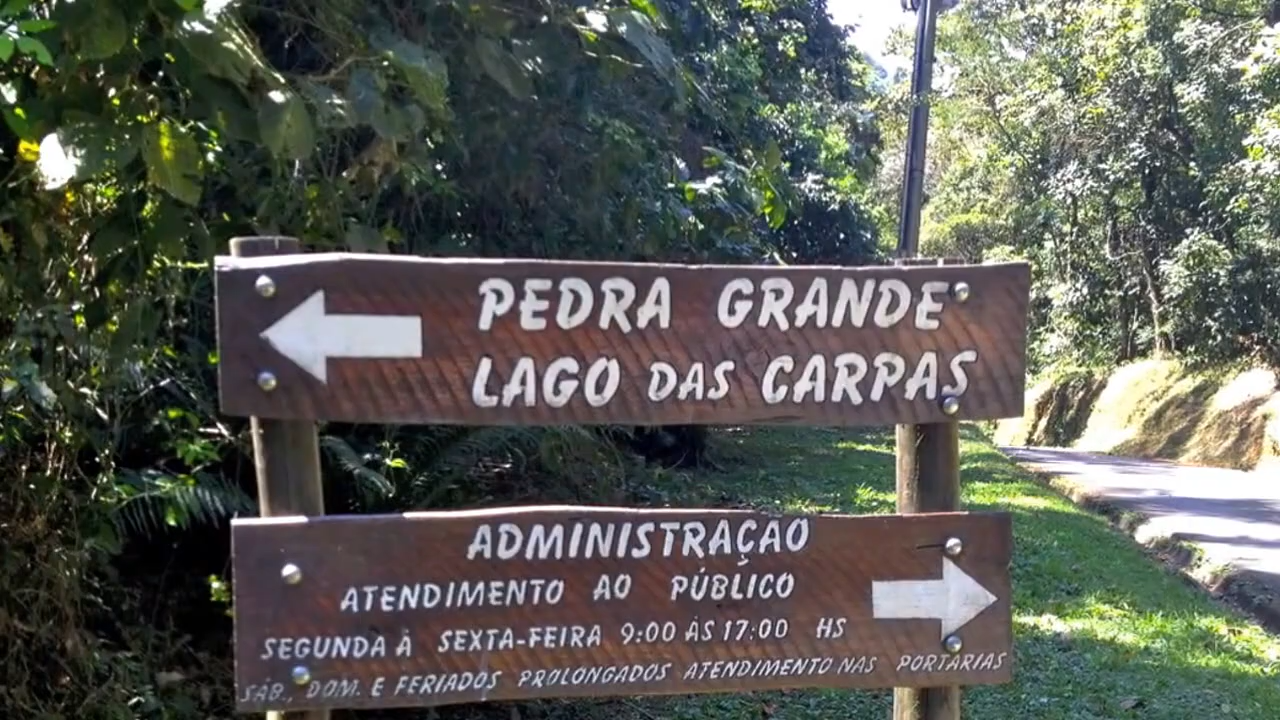 PEDRA GRANDE
LAGO DAS CARPAS
ADMINISTRAÇÃO
ATENDIMENTO AO PÚBLICO
SEGUNDA À SEXTA-FEIRA 9:00 ÀS 17:00 HS
SÁB., DOM. E FERIADOS PROLONGADOS ATENDIMENTO NAS PORTARIAS